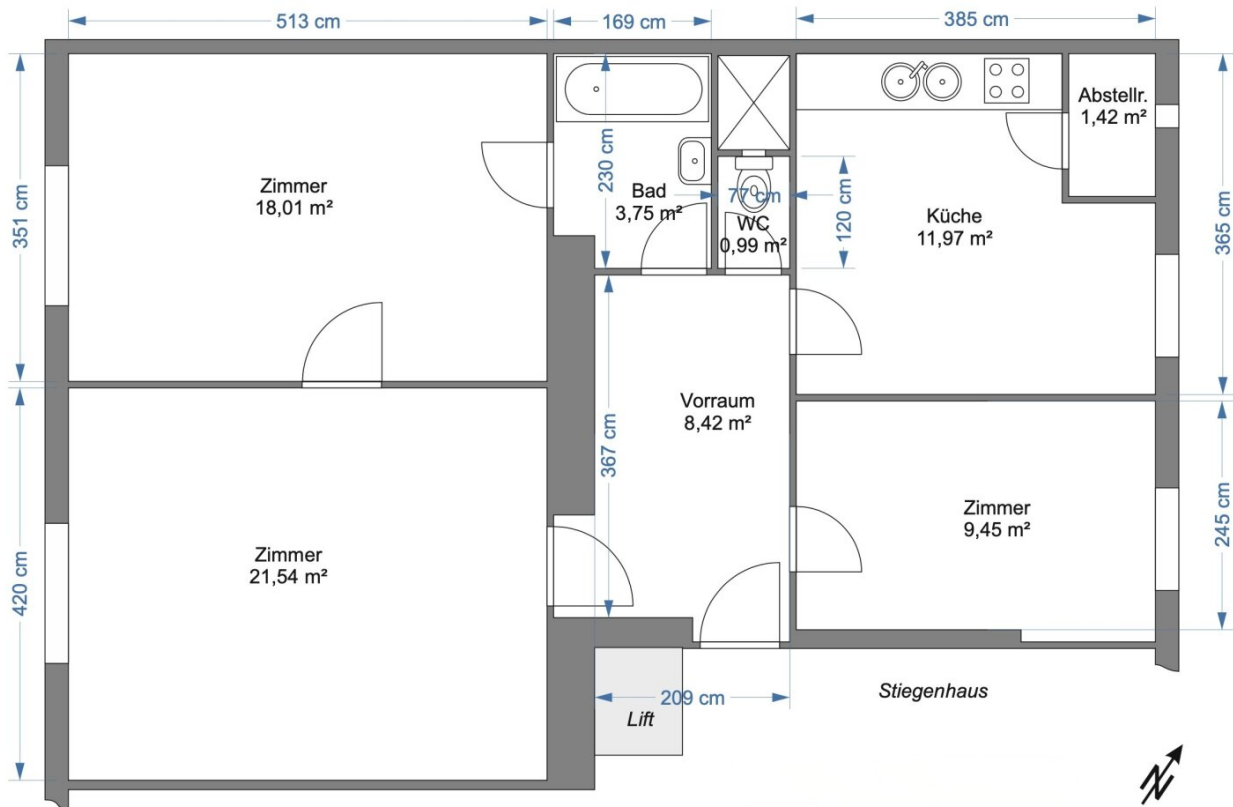 513 cm
169 cm
385 cm
351 cm
Zimmer
18,01 m²
230 cm
Bad
3,75 m²
77 cm
WC
0,99 m²
120 cm
Küche
11,97 m²
Abstellr.
1,42 m²
365 cm
420 cm
Zimmer
21,54 m²
367 cm
Vorraum
8,42 m²
Zimmer
9,45 m²
245 cm
209 cm
Lift
Stiegenhaus
N